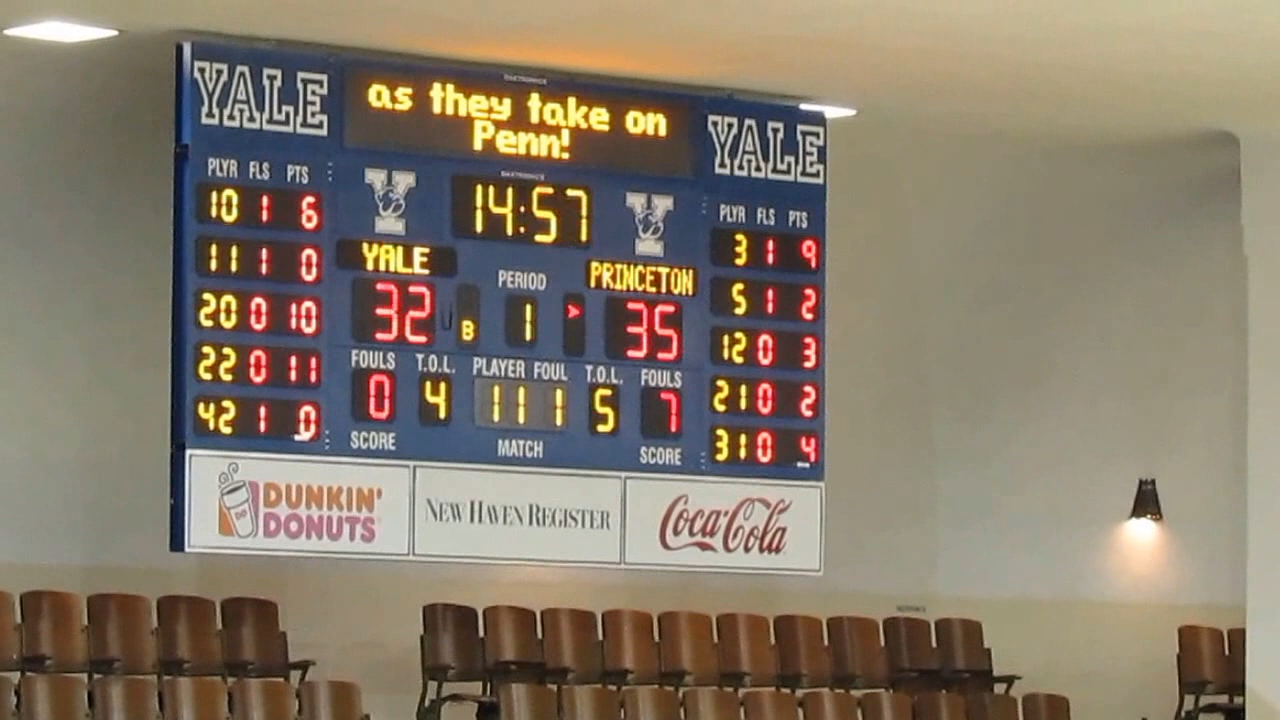 DAKTRONICS
YALE
as they take on
Penn!
YALE
DAKTRONICS
PLYR FLS PTS
10 1 6
11 1 0
20 0 10
22 0 11
42 1 0
Y
14:57
Y
YALE
PERIOD
PRINCETON
32
B
1
35
FOULS T.O.L. PLAYER FOUL T.O.L. FOULS
0 4 11 1 5 7
SCORE MATCH SCORE
PLYR FLS PTS
3 1 9
5 1 2
12 0 3
21 0 2
31 0 4
DUNKIN'
DONUTS
DD
NEW HAVEN REGISTER
Coca-Cola